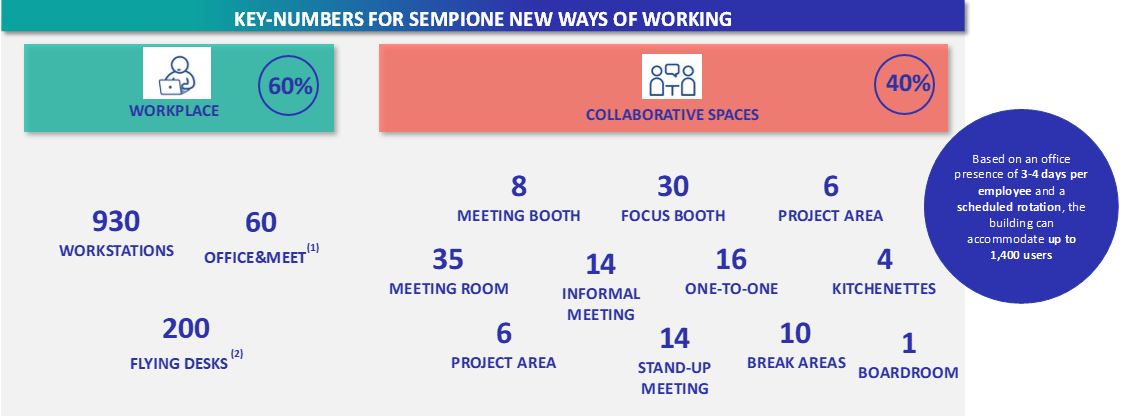 KEY-NUMBERS FOR SEMPIONE NEW WAYS OF WORKING
60%
WORKPLACE
40%
COLLABORATIVE SPACES
930
WORKSTATIONS
60
OFFICE&MEET(1)
200
FLYING DESKS (2)
8
MEETING BOOTH
30
FOCUS BOOTH
6
PROJECT AREA
35
MEETING ROOM
14
INFORMAL
MEETING
16
ONE-TO-ONE
4
KITCHENETTES
6
PROJECT AREA
14
STAND-UP
MEETING
10
BREAK AREAS
1
BOARDROOM
Based on an office
presence of 3-4 days per
employee and a
scheduled rotation, the
building can
accommodate up to
1,400 users